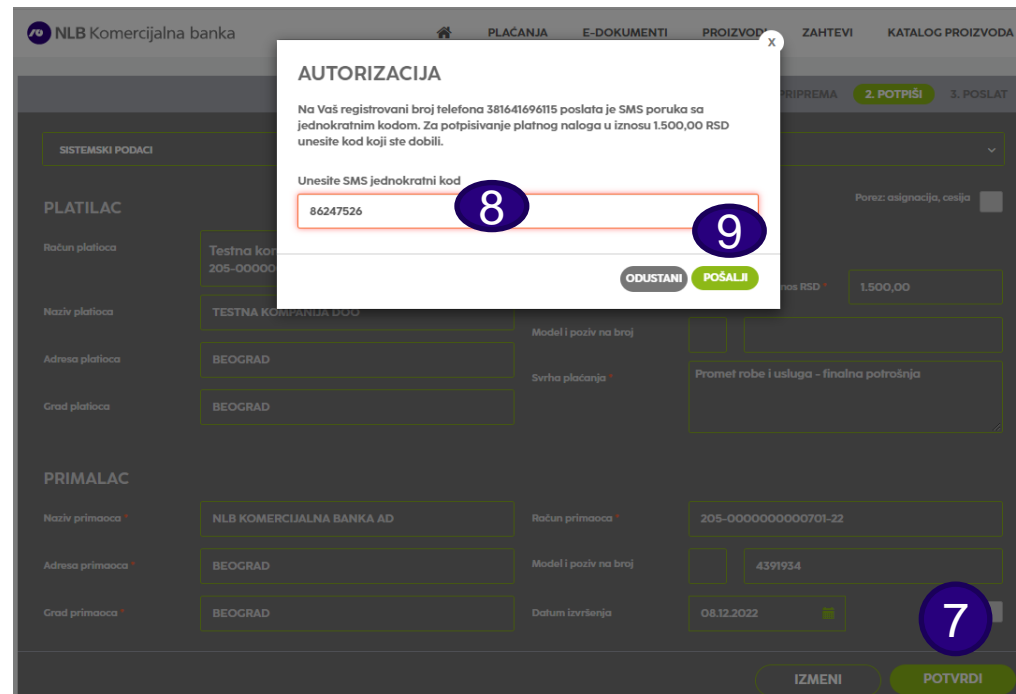 NLB Komercijalna banka
PLAĆANJA E-DOKUMENTI PROIZVODI ZAHTEVI KATALOG PROIZVODA
X
PRIPREMA 2. POTPIŠI 3. POSLAT
AUTORIZACIJA
Na Vaš registrovani broj telefona 381641696115 poslata je SMS poruka sa
jednokratnim kodom. Za potpisivanje platnog naloga u iznosu 1.500,00 RSD
unesite kod koji ste dobili.
Unesite SMS jednokratni kod
86247526
8
9
ODUSTANI POŠALJI
SISTEMSKI PODACI
PLATILAC
Porez: asignacija, cesija
Račun platioca
Testna
205-00000
RSD * 1.500,00
Naziv platioca TESTNA KOMPANIJA DOO
Model i poziv na broj
Adresa platioca BEOGRAD
Svrha plaćanja * Promet robe i usluga - finalna potrošnja
Grad platioca BEOGRAD
PRIMALAC
Naziv primaoca * NLB KOMERCIJALNA BANKA AD Račun primaoca * 205-0000000000701-22
Adresa primaoca * BEOGRAD Model i poziv na broj 4391934
Grad primaoca * BEOGRAD Datum izvršenja 08.12.2022
7
IZMENI POTVRDI